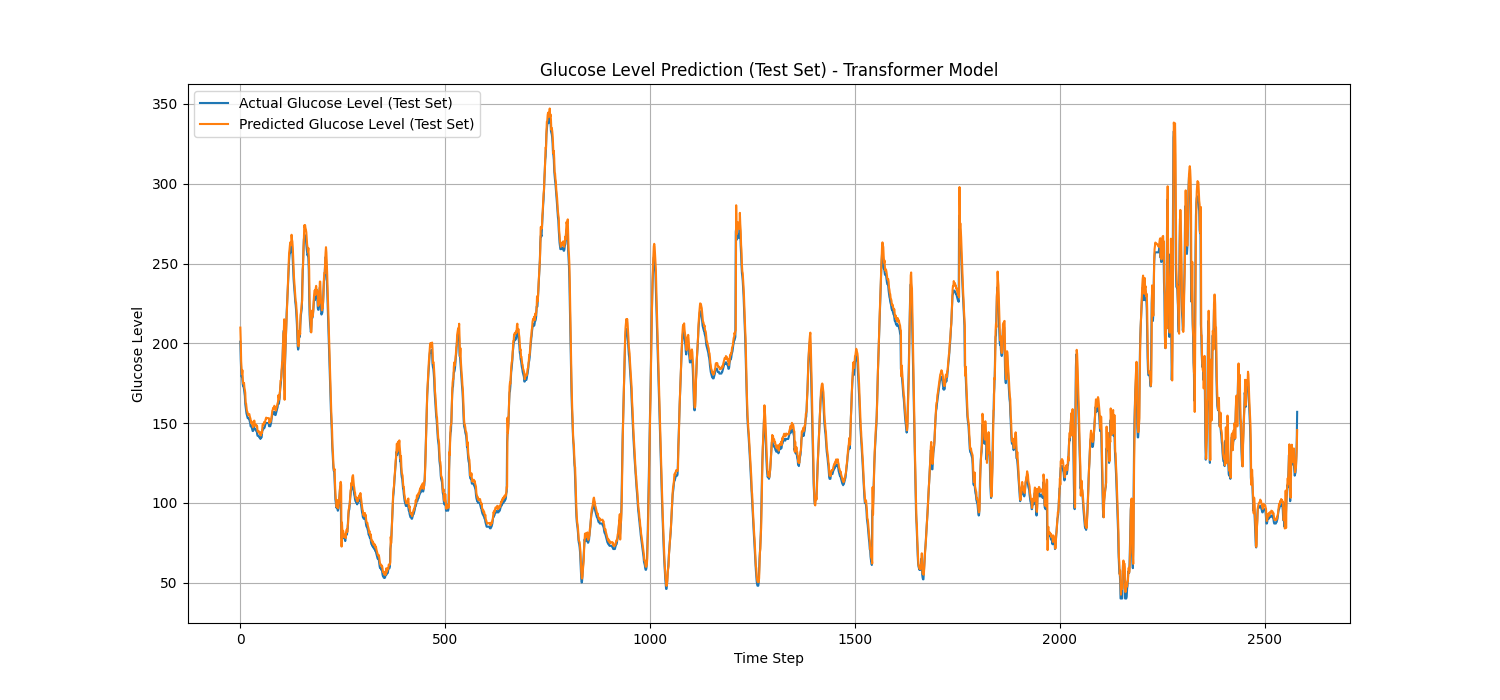 Glucose Level Prediction (Test Set) - Transformer Model
Actual Glucose Level (Test Set)
Predicted Glucose Level (Test Set)
Glucose Level
350
300
250
200
150
100
50
0 500 1000 1500 2000 2500
Time Step